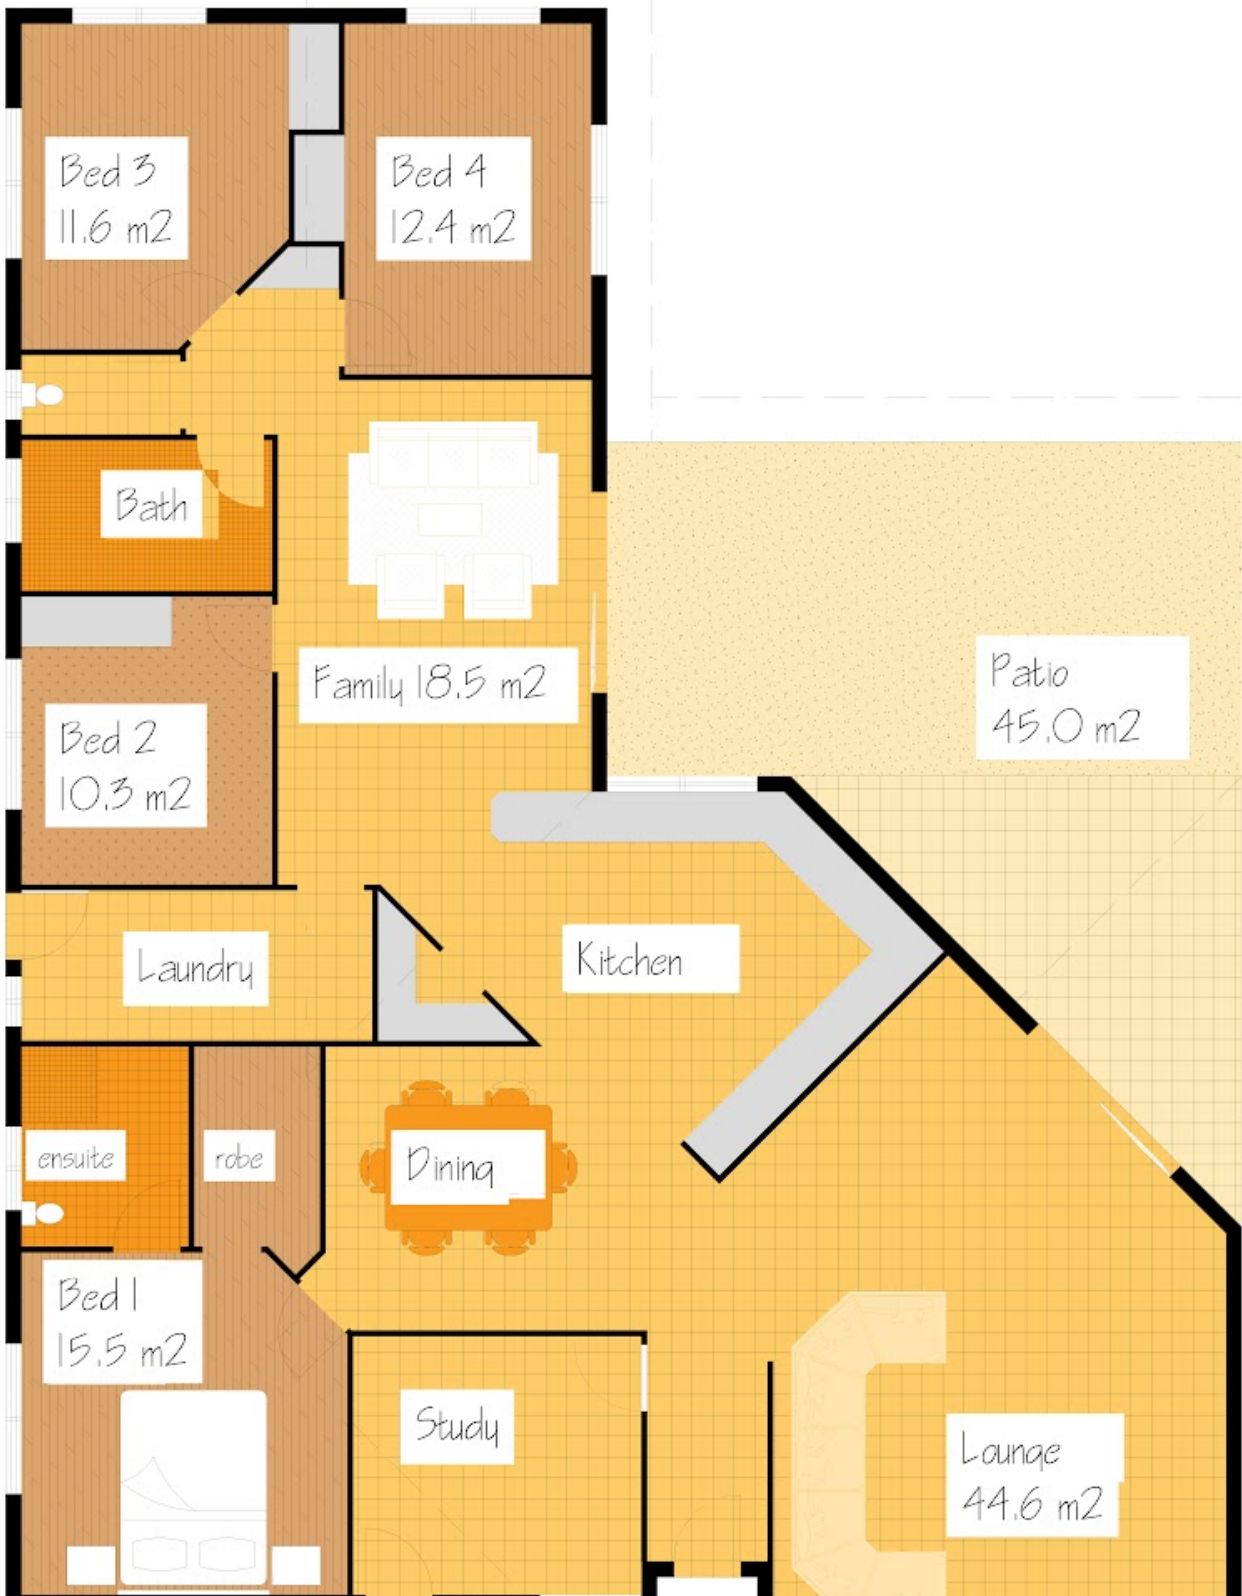 Bed 3
11.6 m2
Bed 4
12.4 m2
Bath
Family 18.5 m2
Patio
45.0 m2
Bed 2
10.3 m2
Laundry
Kitchen
ensuite
robe
Dining
Bed 1
15.5 m2
Study
Lounge
44.6 m2